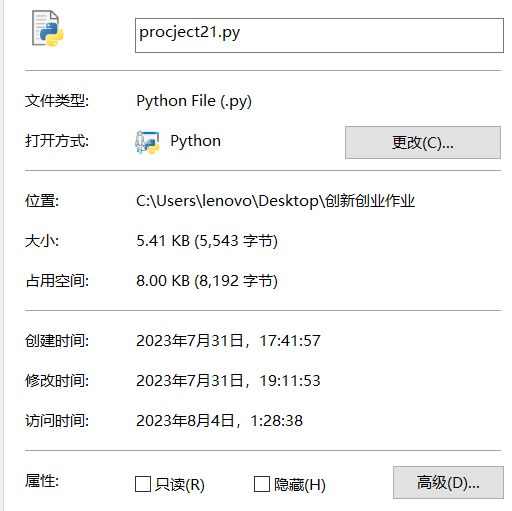 procject21.py
文件类型: Python File (.py)
打开方式: Python 更改(C)...
位置: C:\Users\lenovo\Desktop\创新创业作业
大小: 5.41 KB (5,543 字节)
占用空间: 8.00 KB (8,192 字节)
创建时间: 2023年7月31日，17:41:57
修改时间: 2023年7月31日，19:11:53
访问时间: 2023年8月4日，1:28:38
属性: 只读(R) 隐藏(H) 高级(D)...